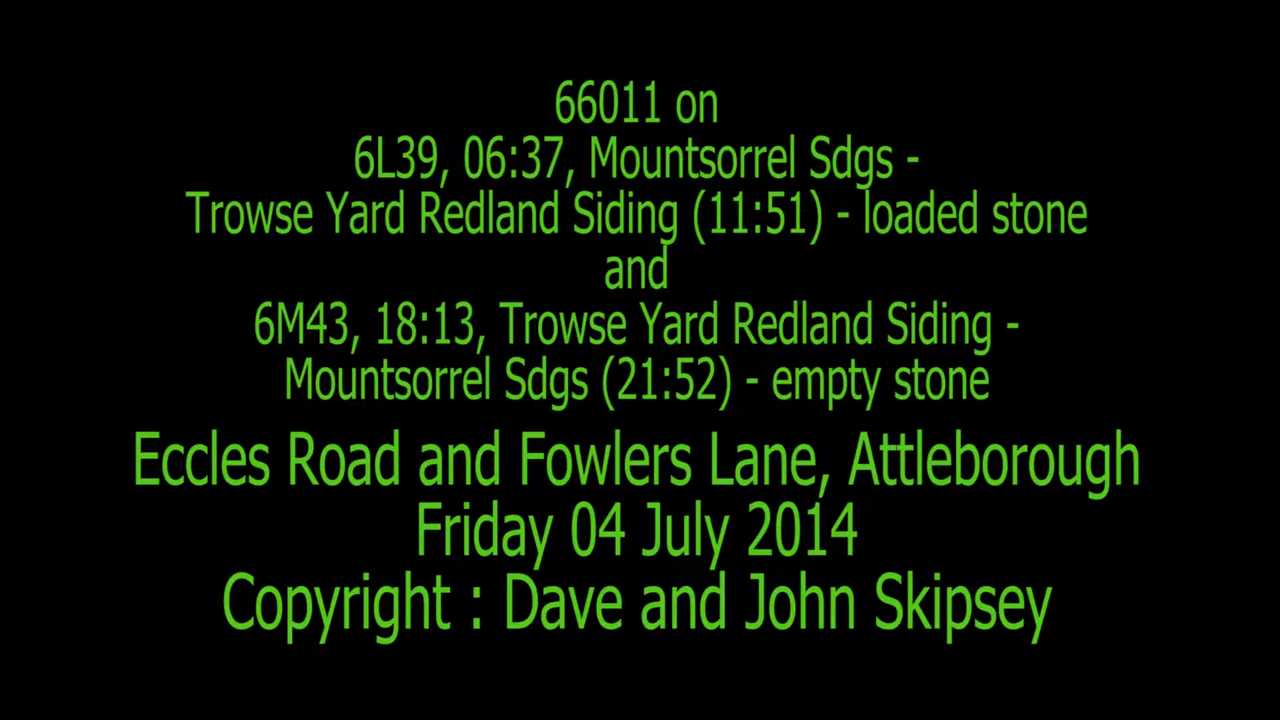 66011 on
6L39, 06:37, Mountsorrel Sdgs -
Trowse Yard Redland Siding (11:51) - loaded stone
and
6M43, 18:13, Trowse Yard Redland Siding -
Mountsorrel Sdgs (21:52) - empty stone
Eccles Road and Fowlers Lane, Attleborough
Friday 04 July 2014
Copyright : Dave and John Skipsey